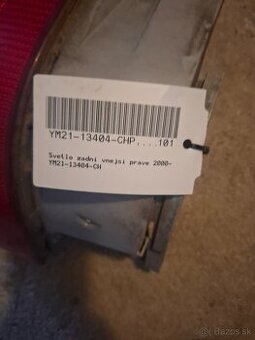 YM21-13404-CHP,...101
Svetlo zadni vnejsi prave 2000-
YM21-13404-CH
Bazos.sk